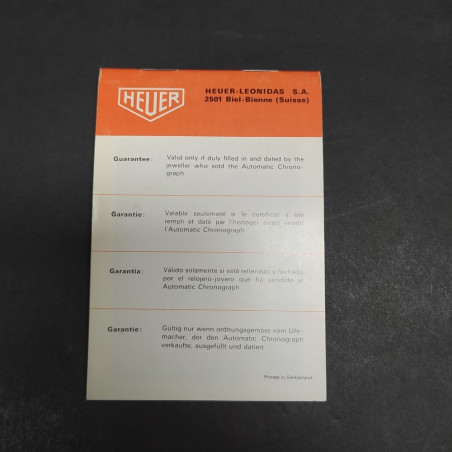 HEUER
HEUER-LEONIDAS S.A.
2501 Biel-Bienne (Suisse)
Guarantee: Valid only if duly filled in and dated by the
jeweller who sold the Automatic Chrono-
graph
Garantie: Valable seulement si le certificat a été
rempli et daté par l'horloger ayant vendu
l'Automatic Chronograph
Garantia: Válido solamente si está rellenado y fechado
por el relojero-joyero que ha vendido el
Automatic Chronograph
Garantie: Gültig nur wenn ordnungsgemäss vom Uhr-
macher, der den Automatic Chronograph
verkaufte, ausgefüllt und datiert
Printed in Switzerland